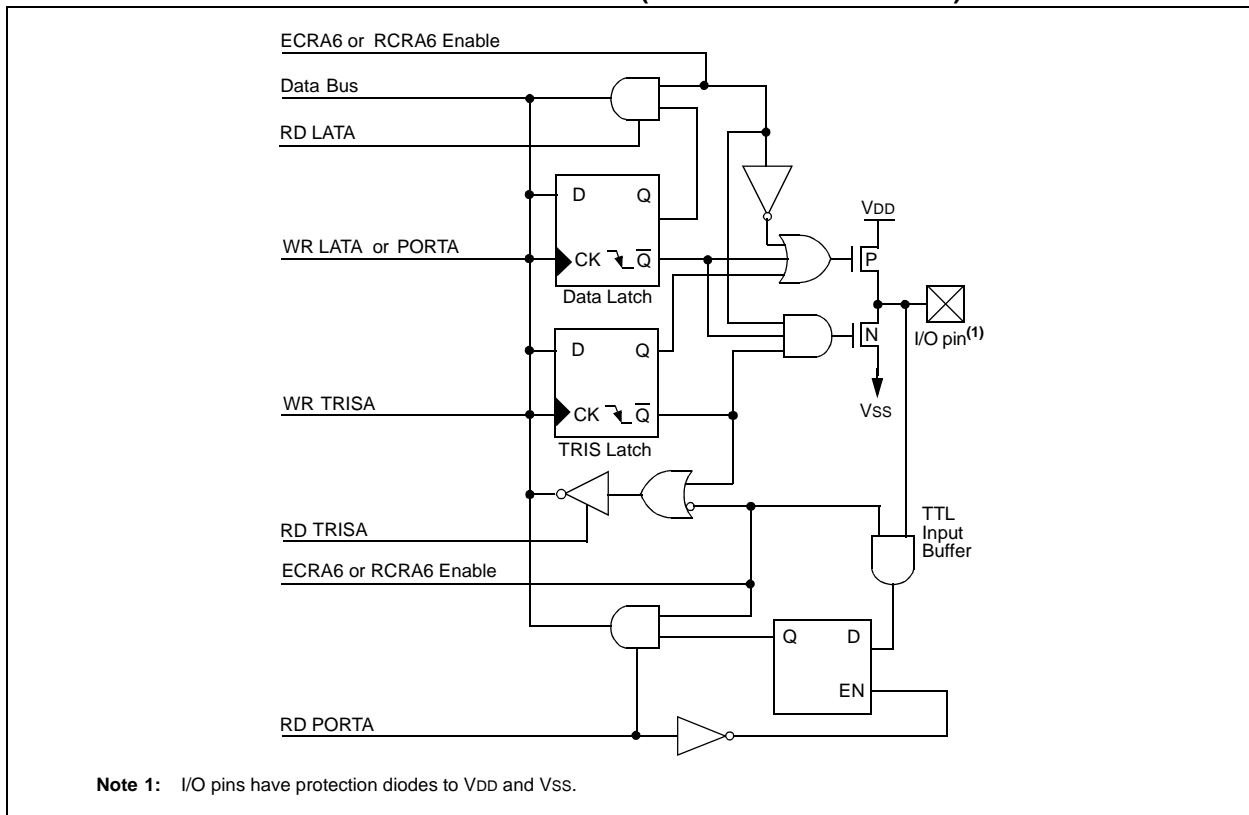 ECRA6 or RCRA6 Enable
Data Bus
RD LATA
D Q
VDD
WR LATA or PORTA
CK Q
P
Data Latch
N
I/O pin(1)
D Q
WR TRISA
CK Q
VSS
TRIS Latch
RD TRISA
TTL
Input
Buffer
ECRA6 or RCRA6 Enable
Q D
EN
RD PORTA
Note 1: I/O pins have protection diodes to VDD and VSS.